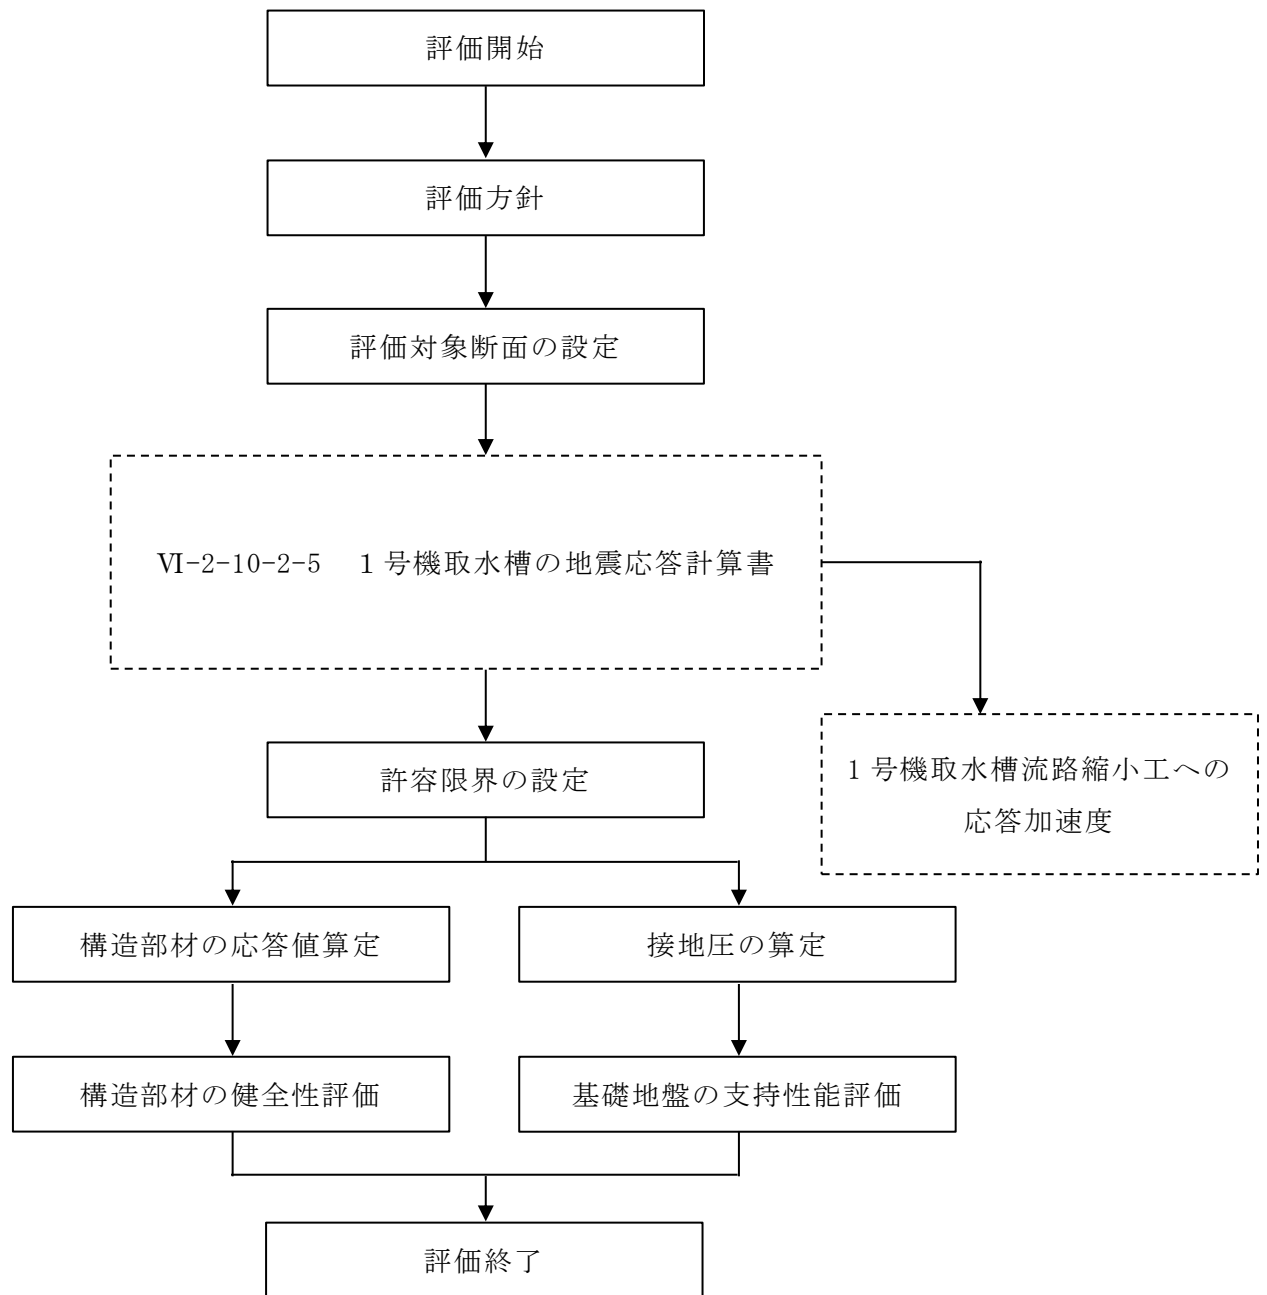 評価開始
評価方針
評価対象断面の設定
Ⅵ-2-10-2-5　１号機取水槽の地震応答計算書
許容限界の設定
1 号機取水槽流路縮小工への
応答加速度
構造部材の応答値算定
接地圧の算定
構造部材の健全性評価
基礎地盤の支持性能評価
評価終了